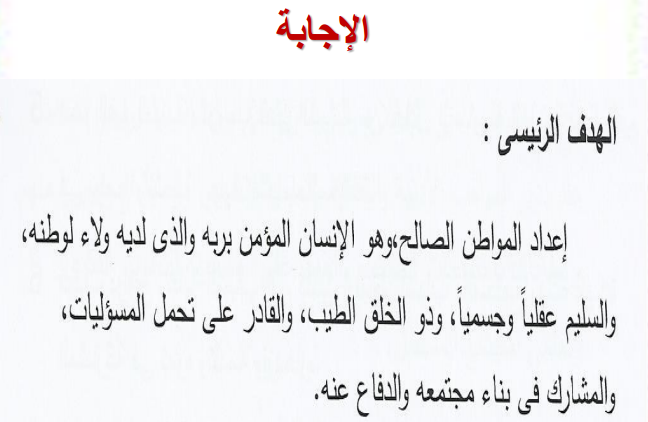 الإجابة
الهدف الرئيسى :
إعداد المواطن الصالح،وهو الإنسان المؤمن بربه والذى لديه ولاء لوطنه،
والسليم عقلياً وجسمياً، وذو الخلق الطيب، والقادر على تحمل المسؤليات،
والمشارك فى بناء مجتمعه والدفاع عنه.